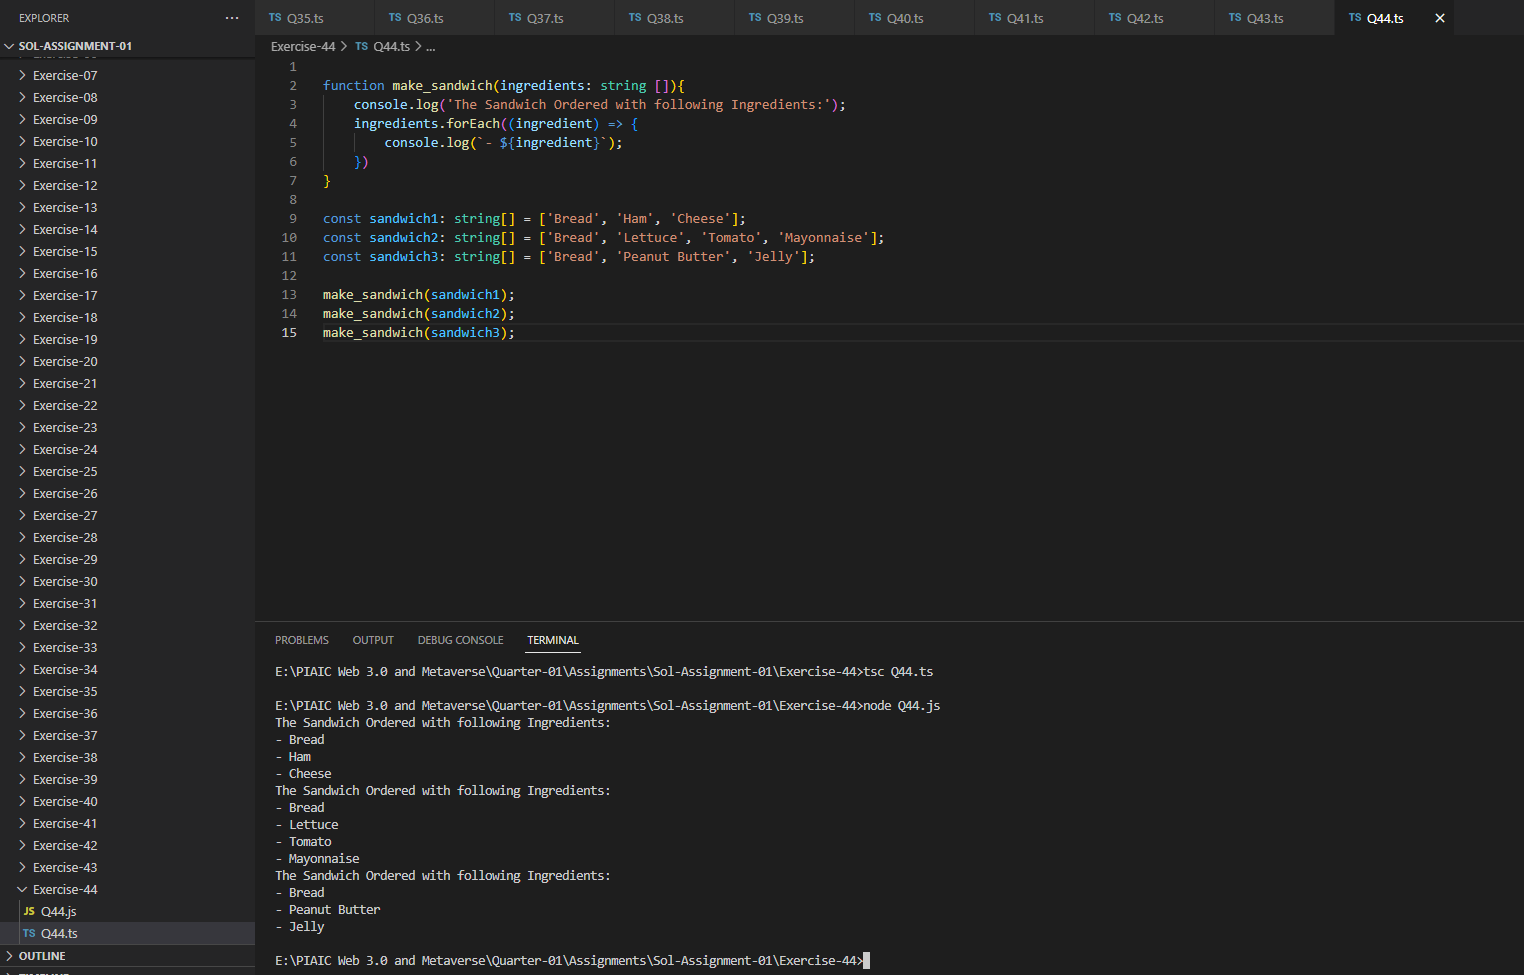 EXPLORER
···
SOL-ASSIGNMENT-01
Exercise-07
Exercise-08
Exercise-09
Exercise-10
Exercise-11
Exercise-12
Exercise-13
Exercise-14
Exercise-15
Exercise-16
Exercise-17
Exercise-18
Exercise-19
Exercise-20
Exercise-21
Exercise-22
Exercise-23
Exercise-24
Exercise-25
Exercise-26
Exercise-27
Exercise-28
Exercise-29
Exercise-30
Exercise-31
Exercise-32
Exercise-33
Exercise-34
Exercise-35
Exercise-36
Exercise-37
Exercise-38
Exercise-39
Exercise-40
Exercise-41
Exercise-42
Exercise-43
Exercise-44
JS Q44.js
TS Q44.ts
OUTLINE
TS Q35.ts TS Q36.ts TS Q37.ts TS Q38.ts TS Q39.ts TS Q40.ts TS Q41.ts TS Q42.ts TS Q43.ts TS Q44.ts
Exercise-44 > TS Q44.ts > ...
1
2 function make_sandwich(ingredients: string []){
3 console.log('The Sandwich Ordered with following Ingredients:');
4 ingredients.forEach((ingredient) => {
5 console.log(`- ${ingredient}`);
6 })
7 }
8
9 const sandwich1: string[] = ['Bread', 'Ham', 'Cheese'];
10 const sandwich2: string[] = ['Bread', 'Lettuce', 'Tomato', 'Mayonnaise'];
11 const sandwich3: string[] = ['Bread', 'Peanut Butter', 'Jelly'];
12
13 make_sandwich(sandwich1);
14 make_sandwich(sandwich2);
15 make_sandwich(sandwich3);
PROBLEMS OUTPUT DEBUG CONSOLE TERMINAL
E:\PIAIC Web 3.0 and Metaverse\Quarter-01\Assignments\Sol-Assignment-01\Exercise-44>tsc Q44.ts
E:\PIAIC Web 3.0 and Metaverse\Quarter-01\Assignments\Sol-Assignment-01\Exercise-44>node Q44.js
The Sandwich Ordered with following Ingredients:
- Bread
- Ham
- Cheese
The Sandwich Ordered with following Ingredients:
- Bread
- Lettuce
- Tomato
- Mayonnaise
The Sandwich Ordered with following Ingredients:
- Bread
- Peanut Butter
- Jelly
E:\PIAIC Web 3.0 and Metaverse\Quarter-01\Assignments\Sol-Assignment-01\Exercise-44>